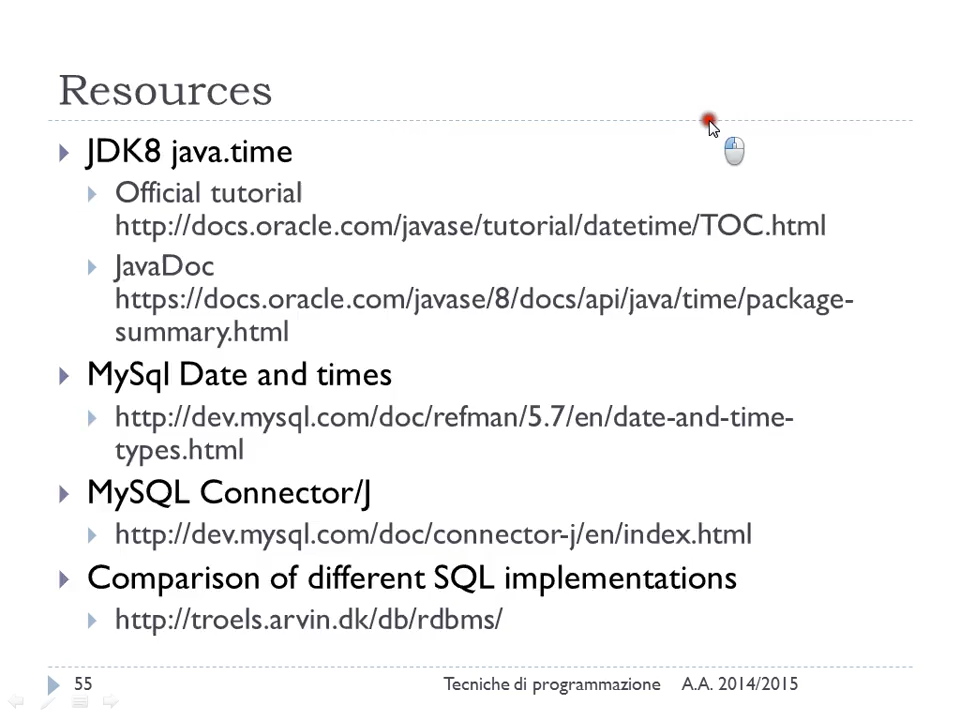 Resources
JDK8 java.time
Official tutorial
http://docs.oracle.com/javase/tutorial/datetime/TOC.html
JavaDoc
https://docs.oracle.com/javase/8/docs/api/java/time/package-
summary.html
MySql Date and times
http://dev.mysql.com/doc/refman/5.7/en/date-and-time-
types.html
MySQL Connector/J
http://dev.mysql.com/doc/connector-j/en/index.html
Comparison of different SQL implementations
http://troels.arvin.dk/db/rdbms/
55 Tecniche di programmazione A.A. 2014/2015